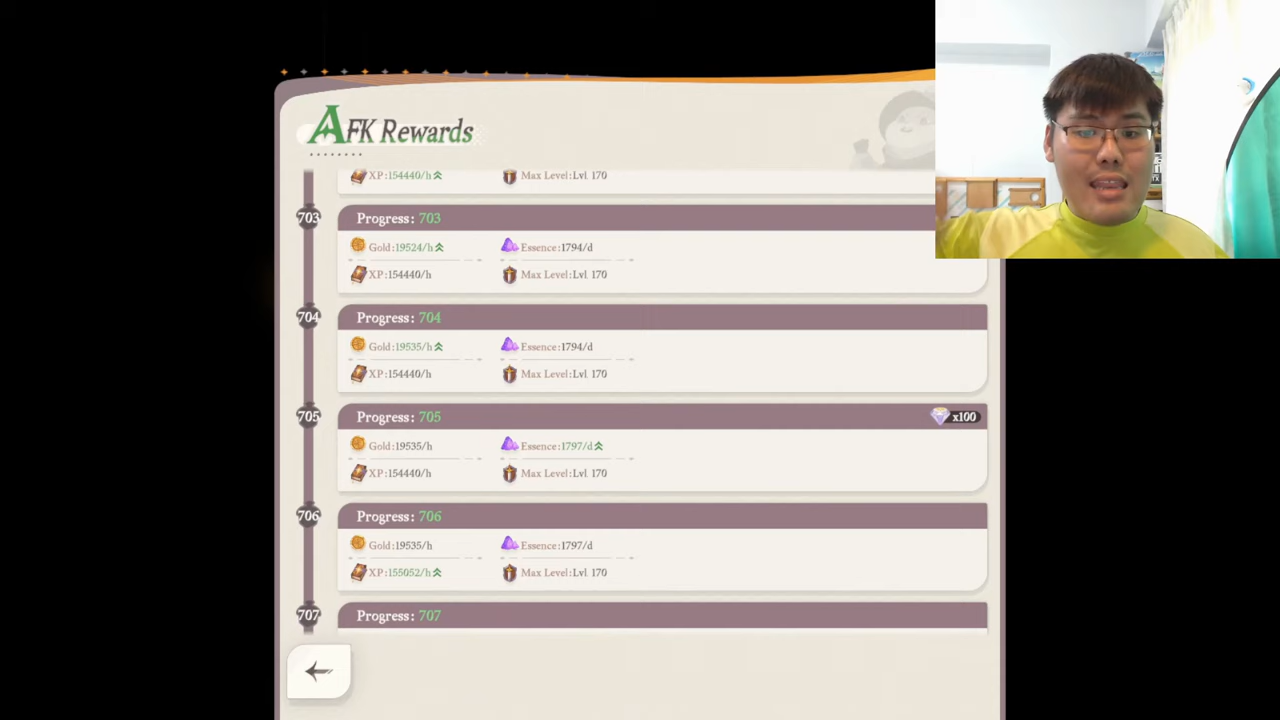 AFK Rewards
XP:154440/h Max Level:Lvl 170
703 Progress: 703
Gold:19524/h Essence:1794/d
XP:154440/h Max Level:Lvl 170
704 Progress: 704
Gold:19535/h Essence:1794/d
XP:154440/h Max Level:Lvl 170
705 Progress: 705 x100
Gold:19535/h Essence:1797/d
XP:154440/h Max Level:Lvl 170
706 Progress: 706
Gold:19535/h Essence:1797/d
XP:155052/h Max Level:Lvl 170
707 Progress: 707